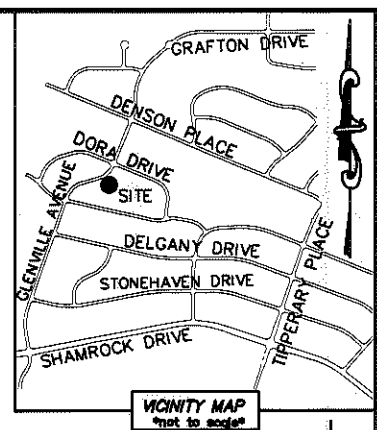 GRAFTON DRIVE
DENSON PLACE
DORA DRIVE
SITE
GLENVILLE AVENUE
DELGANY DRIVE
STONEHAVEN DRIVE
TIPPERARY PLACE
SHAMROCK DRIVE
VICINITY MAP
*not to scale*